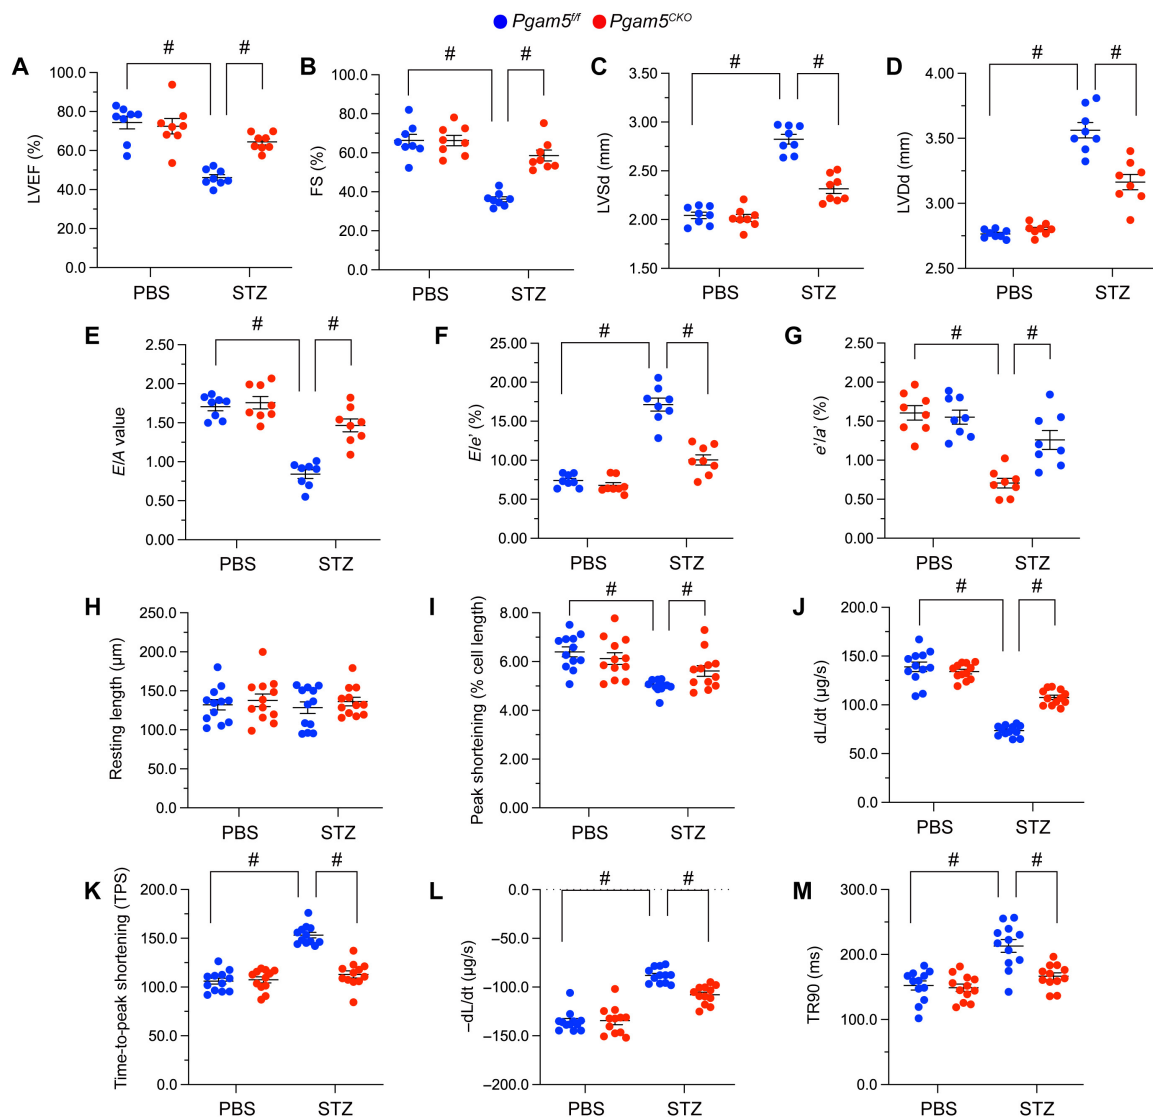 Pgam5f/f Pgam5CKO
A
#
#
LVEF (%)
100.0
80.0
60.0
40.0
20.0
0.0
PBS STZ
B
#
#
FS (%)
100.0
80.0
60.0
40.0
20.0
0.0
PBS STZ
C
#
#
LVSd (mm)
3.50
3.00
2.50
2.00
1.50
PBS STZ
D
#
#
LVDd (mm)
4.00
3.50
3.00
2.50
PBS STZ
E
#
#
E/A value
2.50
2.00
1.50
1.00
0.50
0.00
PBS STZ
F
#
#
E/e' (%)
25.00
20.00
15.00
10.00
5.00
0.00
PBS STZ
G
#
#
e'/a' (%)
2.50
2.00
1.50
1.00
0.50
0.00
PBS STZ
H
Resting length (μm)
250.0
200.0
150.0
100.0
50.0
0.0
PBS STZ
I
#
#
Peak shorteining (% cell length)
8.00
6.00
4.00
2.00
0.00
PBS STZ
J
#
#
dL/dt (μg/s)
200.0
150.0
100.0
50.0
0.0
PBS STZ
K
#
#
Time-to-peak shortening (TPS)
200.0
150.0
100.0
50.0
0.0
PBS STZ
L
#
#
−dL/dt (μg/s)
0.0
−50.0
−100.0
−150.0
−200.0
PBS STZ
M
#
#
TR90 (ms)
300.0
200.0
100.0
0.0
PBS STZ